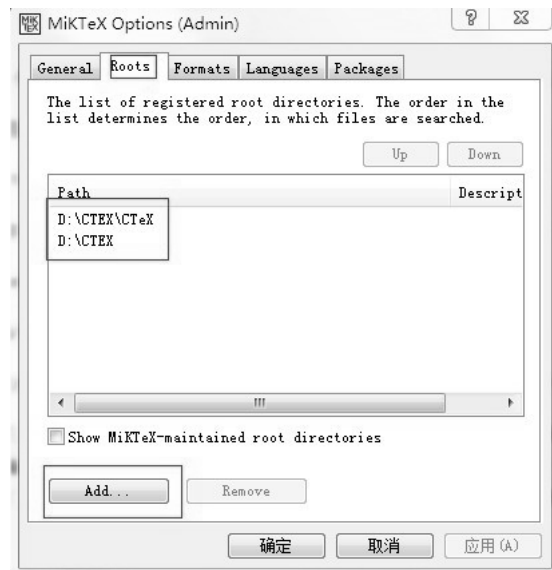 MiKTeX Options (Admin)
General Roots Formats Languages Packages
The list of registered root directories. The order in the
list determines the order, in which files are searched.
Up Down
Path Descript
D:\CTEX\CTeX
D:\CTEX
Show MiKTeX-maintained root directories
Add... Remove
确定 取消 应用(A)